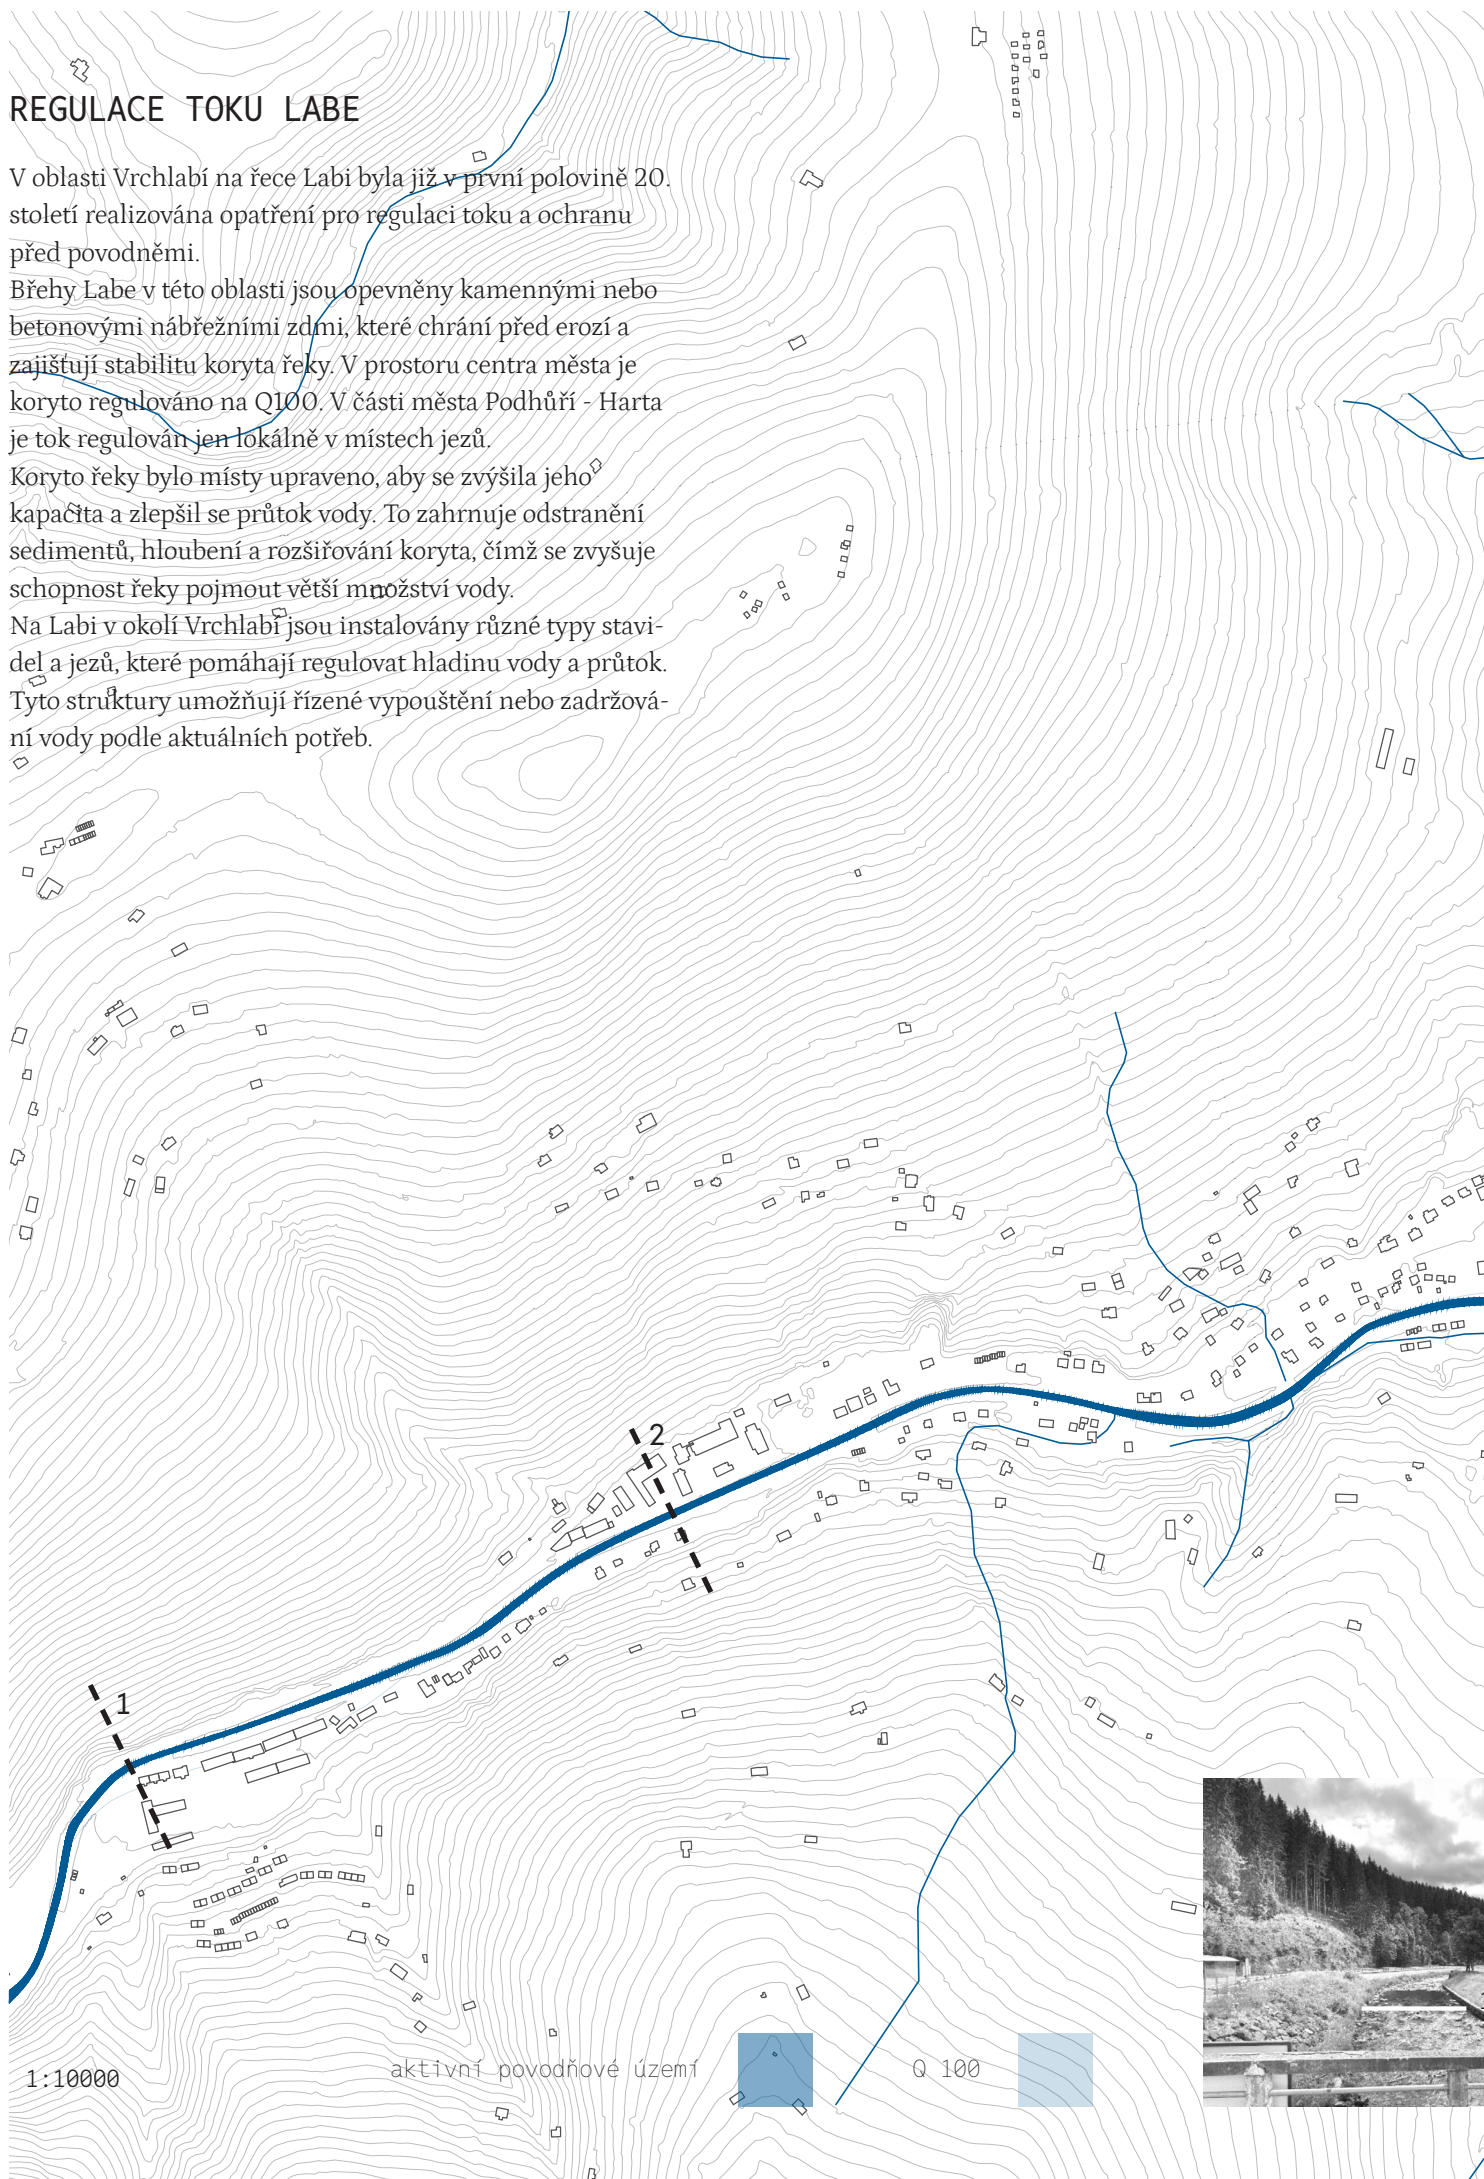 REGULACE TOKU LABE
V oblasti Vrchlabí na řece Labi byla již v první polovině 20.
století realizována opatření pro regulaci toku a ochranu
před povodněmi.
Břehy Labe v této oblasti jsou opevněny kamennými nebo
betonovými nábřežními zdmi, které chrání před erozí a
zajišťují stabilitu koryta řeky. V prostoru centra města je
koryto regulováno na Q100. V části města Podhůří - Harta
je tok regulován jen lokálně v místech jezů.
Koryto řeky bylo místy upraveno, aby se zvýšila jeho
kapacita a zlepšil se průtok vody. To zahrnuje odstranění
sedimentů, hloubení a rozšiřování koryta, čímž se zvyšuje
schopnost řeky pojmout větší množství vody.
Na Labi v okolí Vrchlabí jsou instalovány různé typy stavi-
del a jezů, které pomáhají regulovat hladinu vody a průtok.
Tyto struktury umožňují řízené vypouštění nebo zadržová-
ní vody podle aktuálních potřeb.
2
1
1:10000
aktivní povodňové území
Q 100